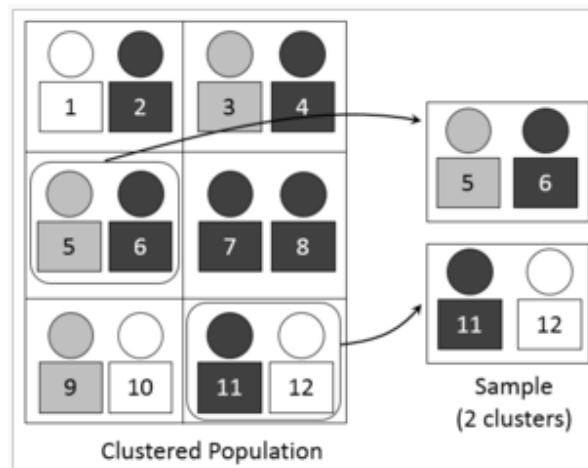 1 2 3 4
5 6 7 8
5 6
9 10 11 12
11 12
Sample
(2 clusters)
Clustered Population